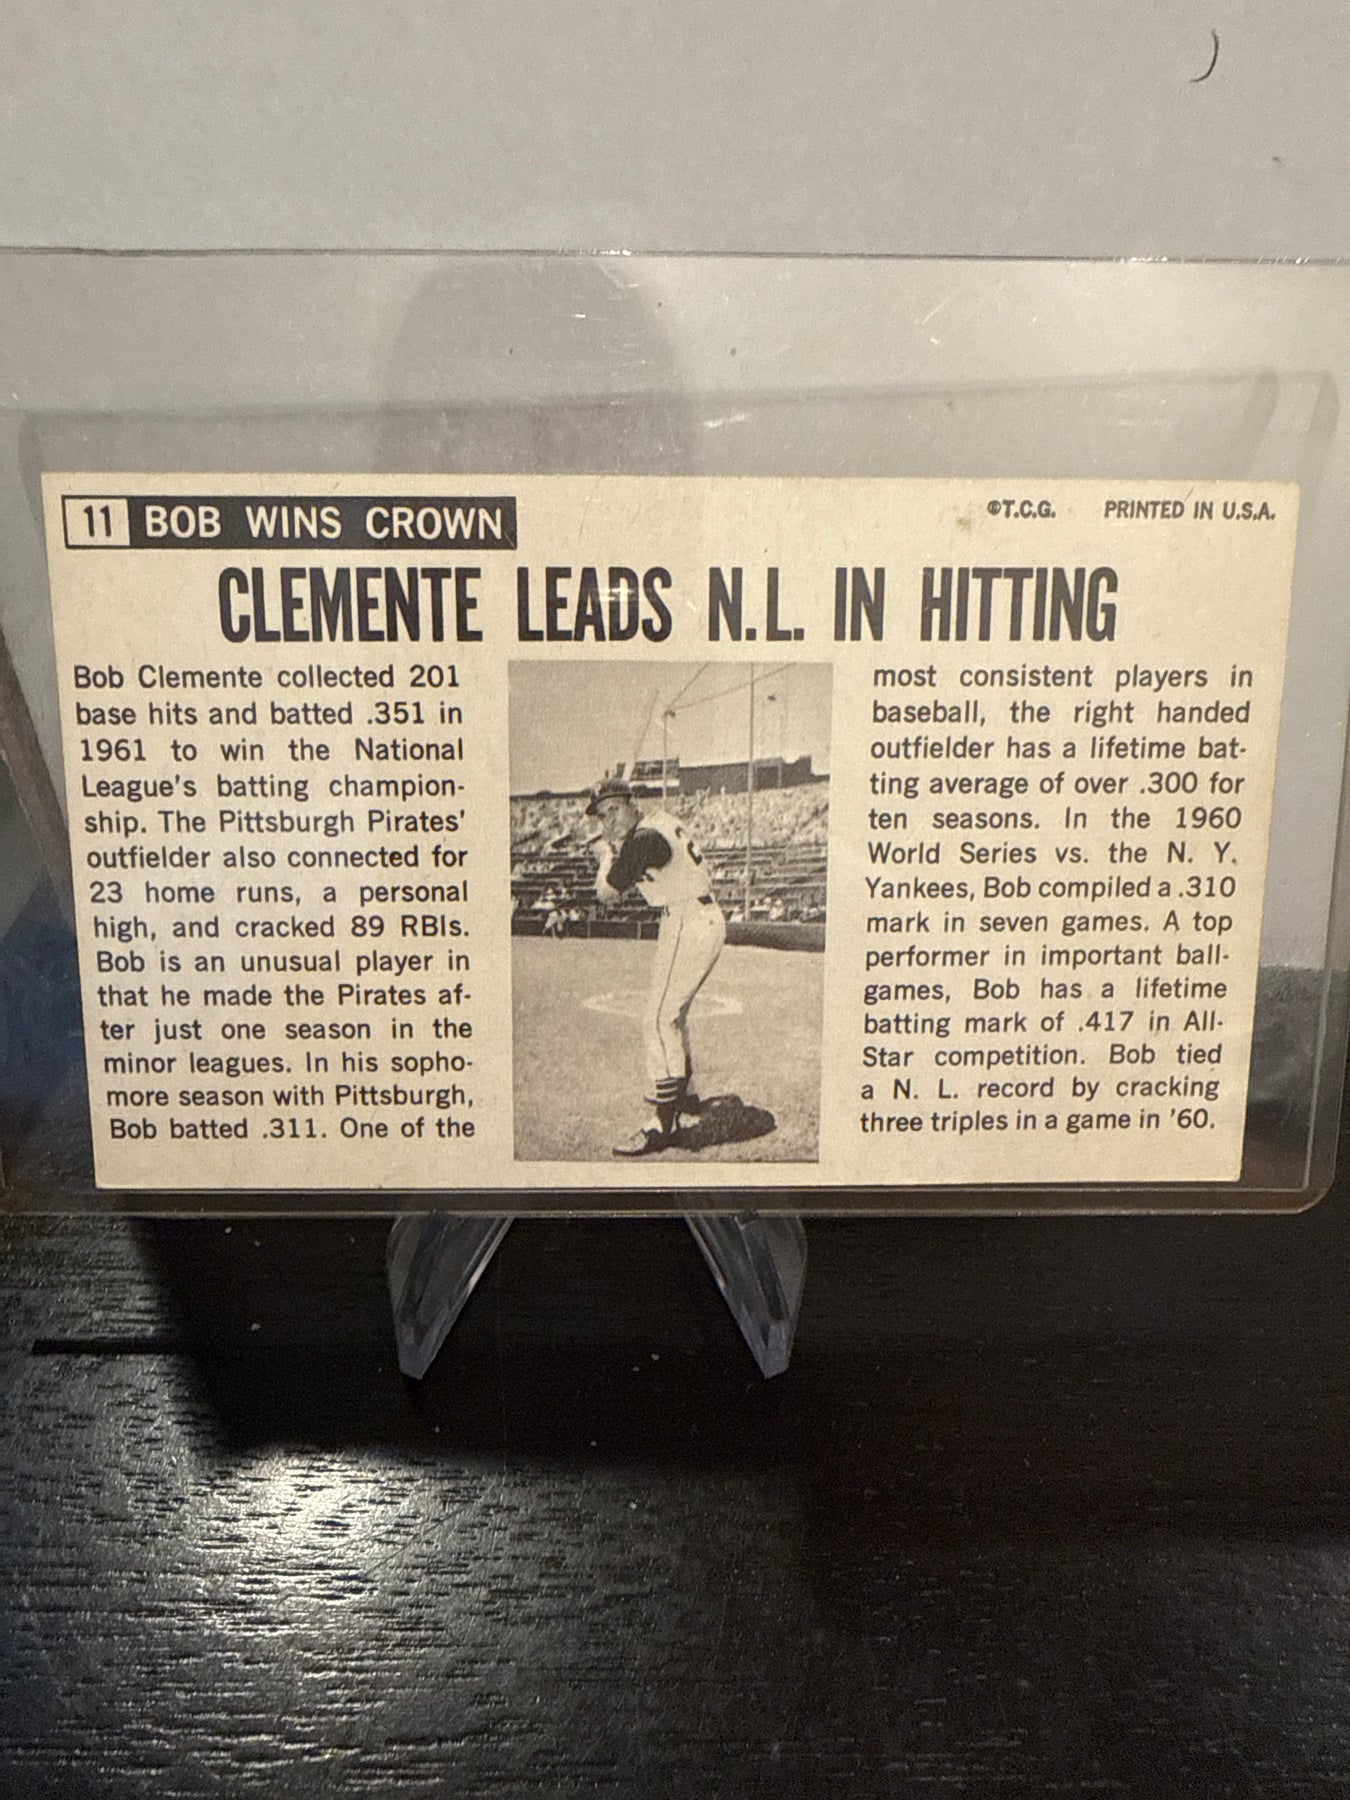 11 BOB WINS CROWN
©T.C.G. PRINTED IN U.S.A.
CLEMENTE LEADS N.L. IN HITTING
Bob Clemente collected 201
base hits and batted .351 in
1961 to win the National
League's batting champion-
ship. The Pittsburgh Pirates'
outfielder also connected for
23 home runs, a personal
high, and cracked 89 RBIs.
Bob is an unusual player in
that he made the Pirates af-
ter just one season in the
minor leagues. In his sopho-
more season with Pittsburgh,
Bob batted .311. One of the
most consistent players in
baseball, the right handed
outfielder has a lifetime bat-
ting average of over .300 for
ten seasons. In the 1960
World Series vs. the N. Y.
Yankees, Bob compiled a .310
mark in seven games. A top
performer in important ball-
games, Bob has a lifetime
batting mark of .417 in All-
Star competition. Bob tied
a N. L. record by cracking
three triples in a game in '60.